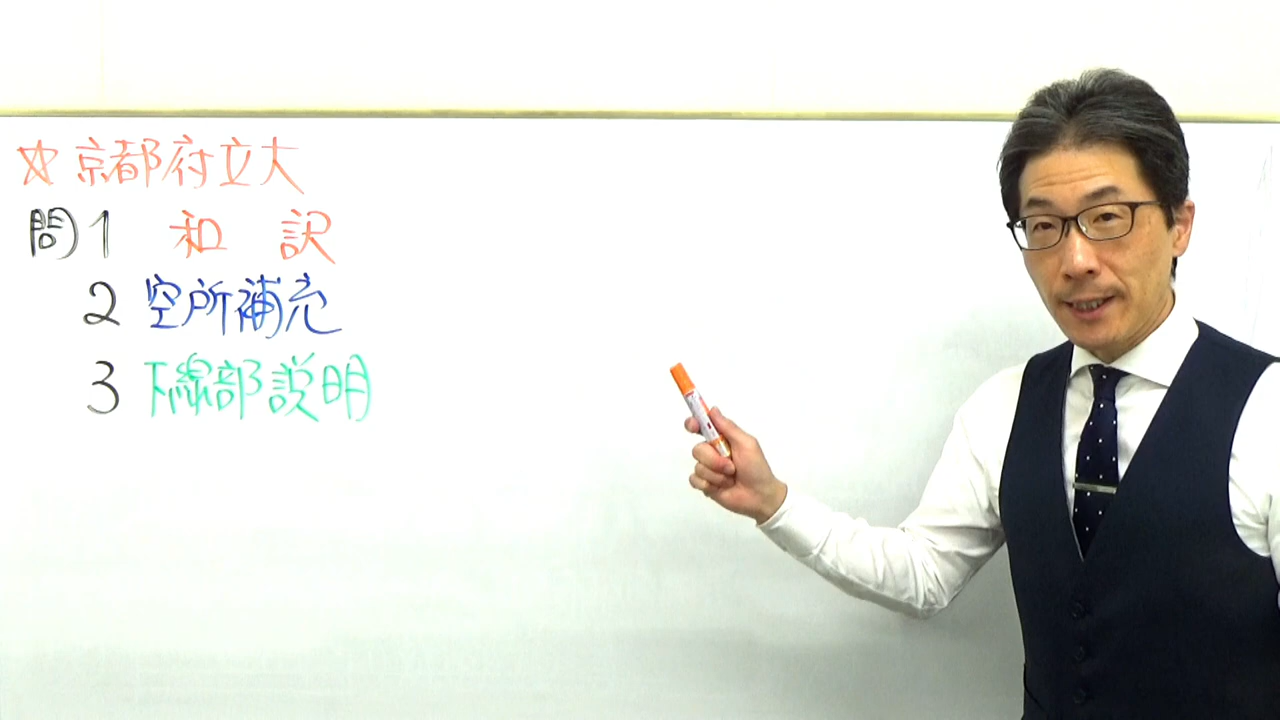 ☆京都府立大
問1 和 訳
2 空所補充
3 下線部説明